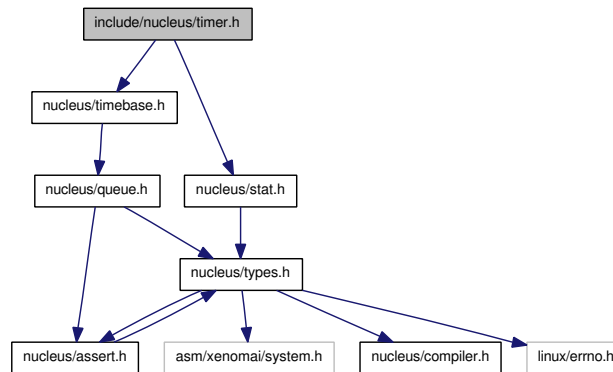 include/nucleus/timer.h
nucleus/timebase.h
nucleus/queue.h
nucleus/stat.h
nucleus/types.h
nucleus/assert.h
asm/xenomai/system.h
nucleus/compiler.h
linux/errno.h